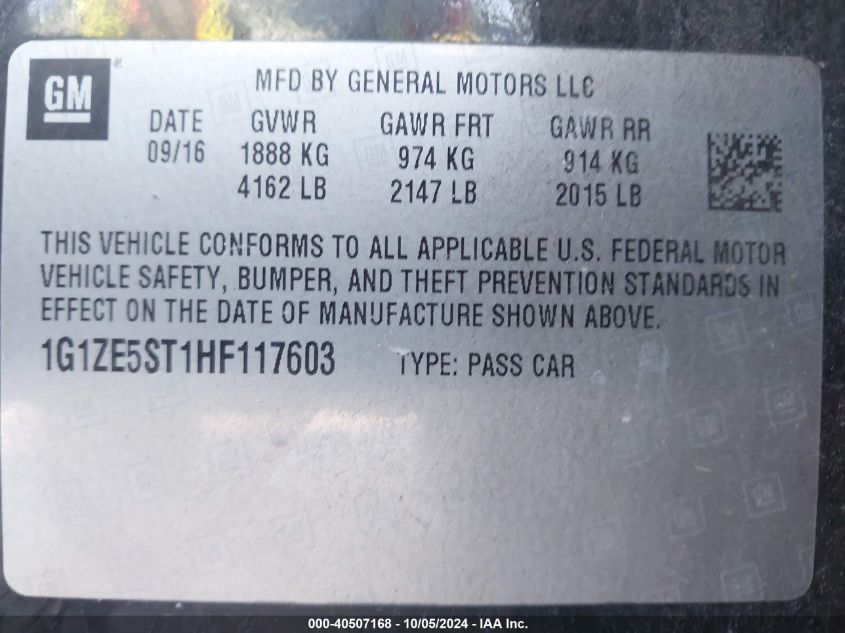 GM ®
MFD BY GENERAL MOTORS LLC
DATE GVWR GAWR FRT GAWR RR
09/16 1888 KG 974 KG 914 KG
4162 LB 2147 LB 2015 LB
THIS VEHICLE CONFORMS TO ALL APPLICABLE U.S. FEDERAL MOTOR
VEHICLE SAFETY, BUMPER, AND THEFT PREVENTION STANDARDS IN
EFFECT ON THE DATE OF MANUFACTURE SHOWN ABOVE.
1G1ZE5ST1HF117603 TYPE: PASS CAR
000-40507168 - 10/05/2024 - IAA Inc.